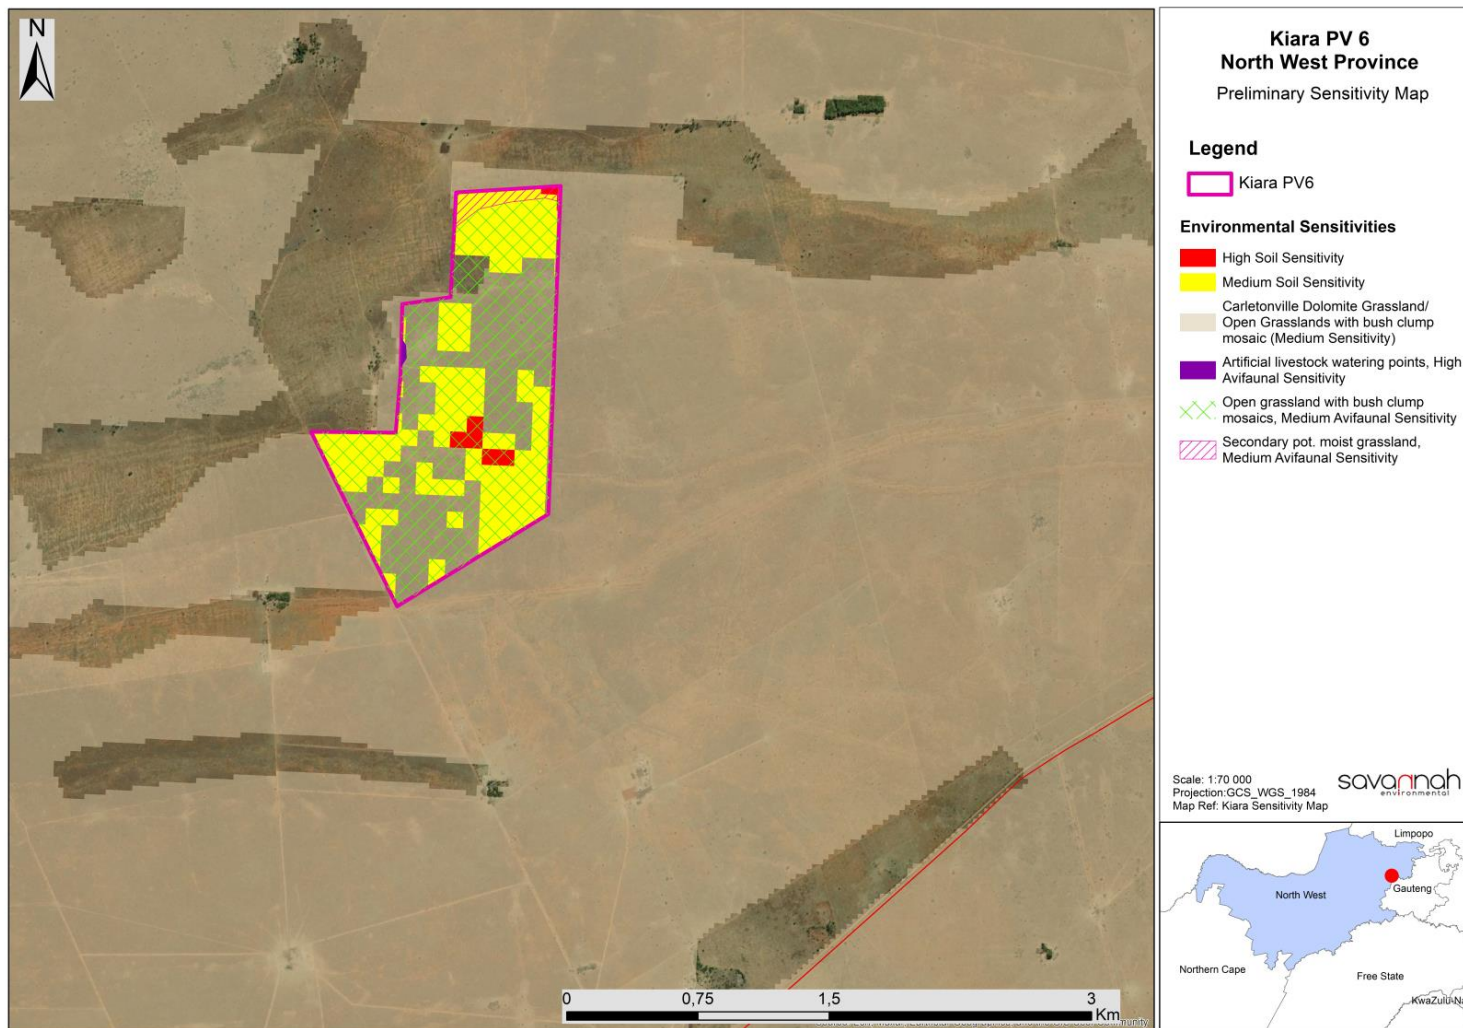 N
Kiara PV 6
North West Province
Preliminary Sensitivity Map
Legend
Kiara PV6
Environmental Sensitivities
High Soil Sensitivity
Medium Soil Sensitivity
Carletonville Dolomite Grassland/
Open Grasslands with bush clump
mosaic (Medium Sensitivity)
Artificial livestock watering points, High
Avifaunal Sensitivity
Open grassland with bush clump
mosaics, Medium Avifaunal Sensitivity
Secondary pot. moist grassland,
Medium Avifaunal Sensitivity
Scale: 1:70 000
Projection:GCS_WGS_1984
Map Ref: Kiara Sensitivity Map
savannah
environmental
Limpopo
North West
Gauteng
Northern Cape
Free State
KwaZulu-Na
0 0,75 1,5 3
Km
munity